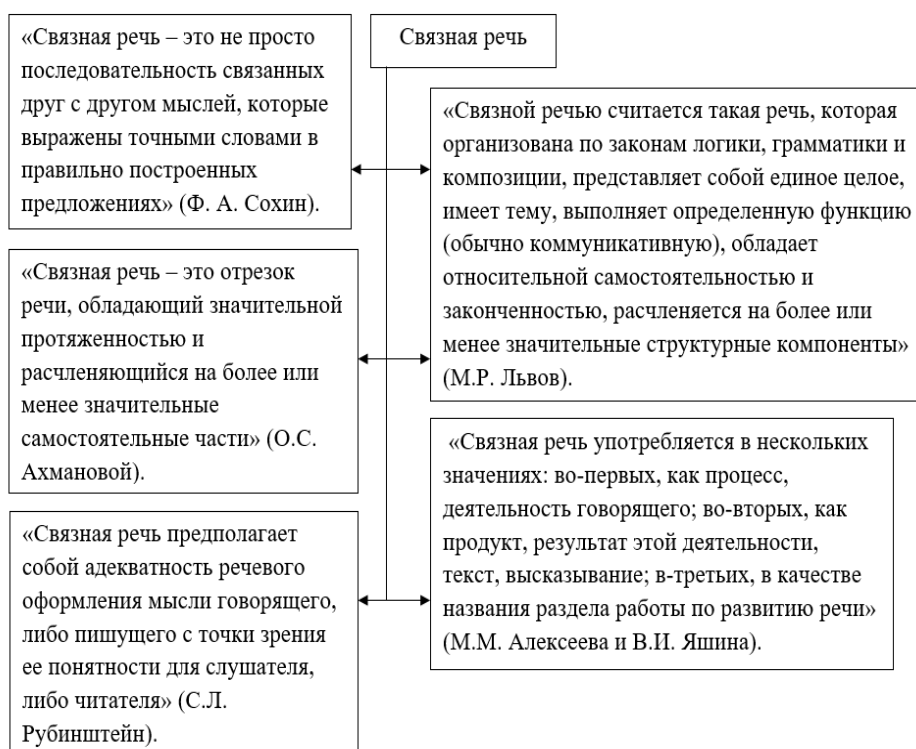 Связная речь
«Связная речь – это не просто
последовательность связанных
друг с другом мыслей, которые
выражены точными словами в
правильно построенных
предложениях» (Ф. А. Сохин).
«Связной речью считается такая речь, которая
организована по законам логики, грамматики и
композиции, представляет собой единое целое,
имеет тему, выполняет определенную функцию
(обычно коммуникативную), обладает
относительной самостоятельностью и
законченностью, расчленяется на более или
менее значительные структурные компоненты»
(М.Р. Львов).
«Связная речь – это отрезок
речи, обладающий значительной
протяженностью и
расчленяющийся на более или
менее значительные
самостоятельные части» (О.С.
Ахмановой).
«Связная речь употребляется в нескольких
значениях: во-первых, как процесс,
деятельность говорящего; во-вторых, как
продукт, результат этой деятельности,
текст, высказывание; в-третьих, в качестве
названия раздела работы по развитию речи»
(М.М. Алексеева и В.И. Яшина).
«Связная речь предполагает
собой адекватность речевого
оформления мысли говорящего,
либо пишущего с точки зрения
ее понятности для слушателя,
либо читателя» (С.Л.
Рубинштейн).